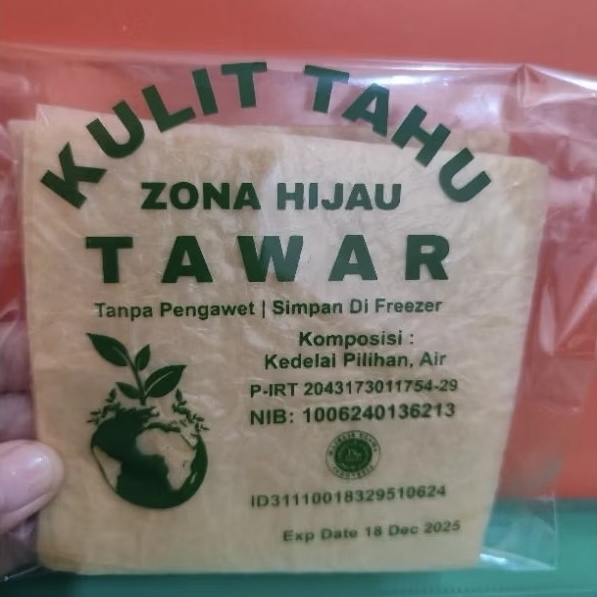 KULIT TAHU
ZONA HIJAU
TAWAR
Tanpa Pengawet | Simpan Di Freezer
Komposisi :
Kedelai Pilihan, Air
P-IRT 2043173011754-29
NIB: 1006240136213
ID31110018329510624
Exp Date 18 Dec 2025